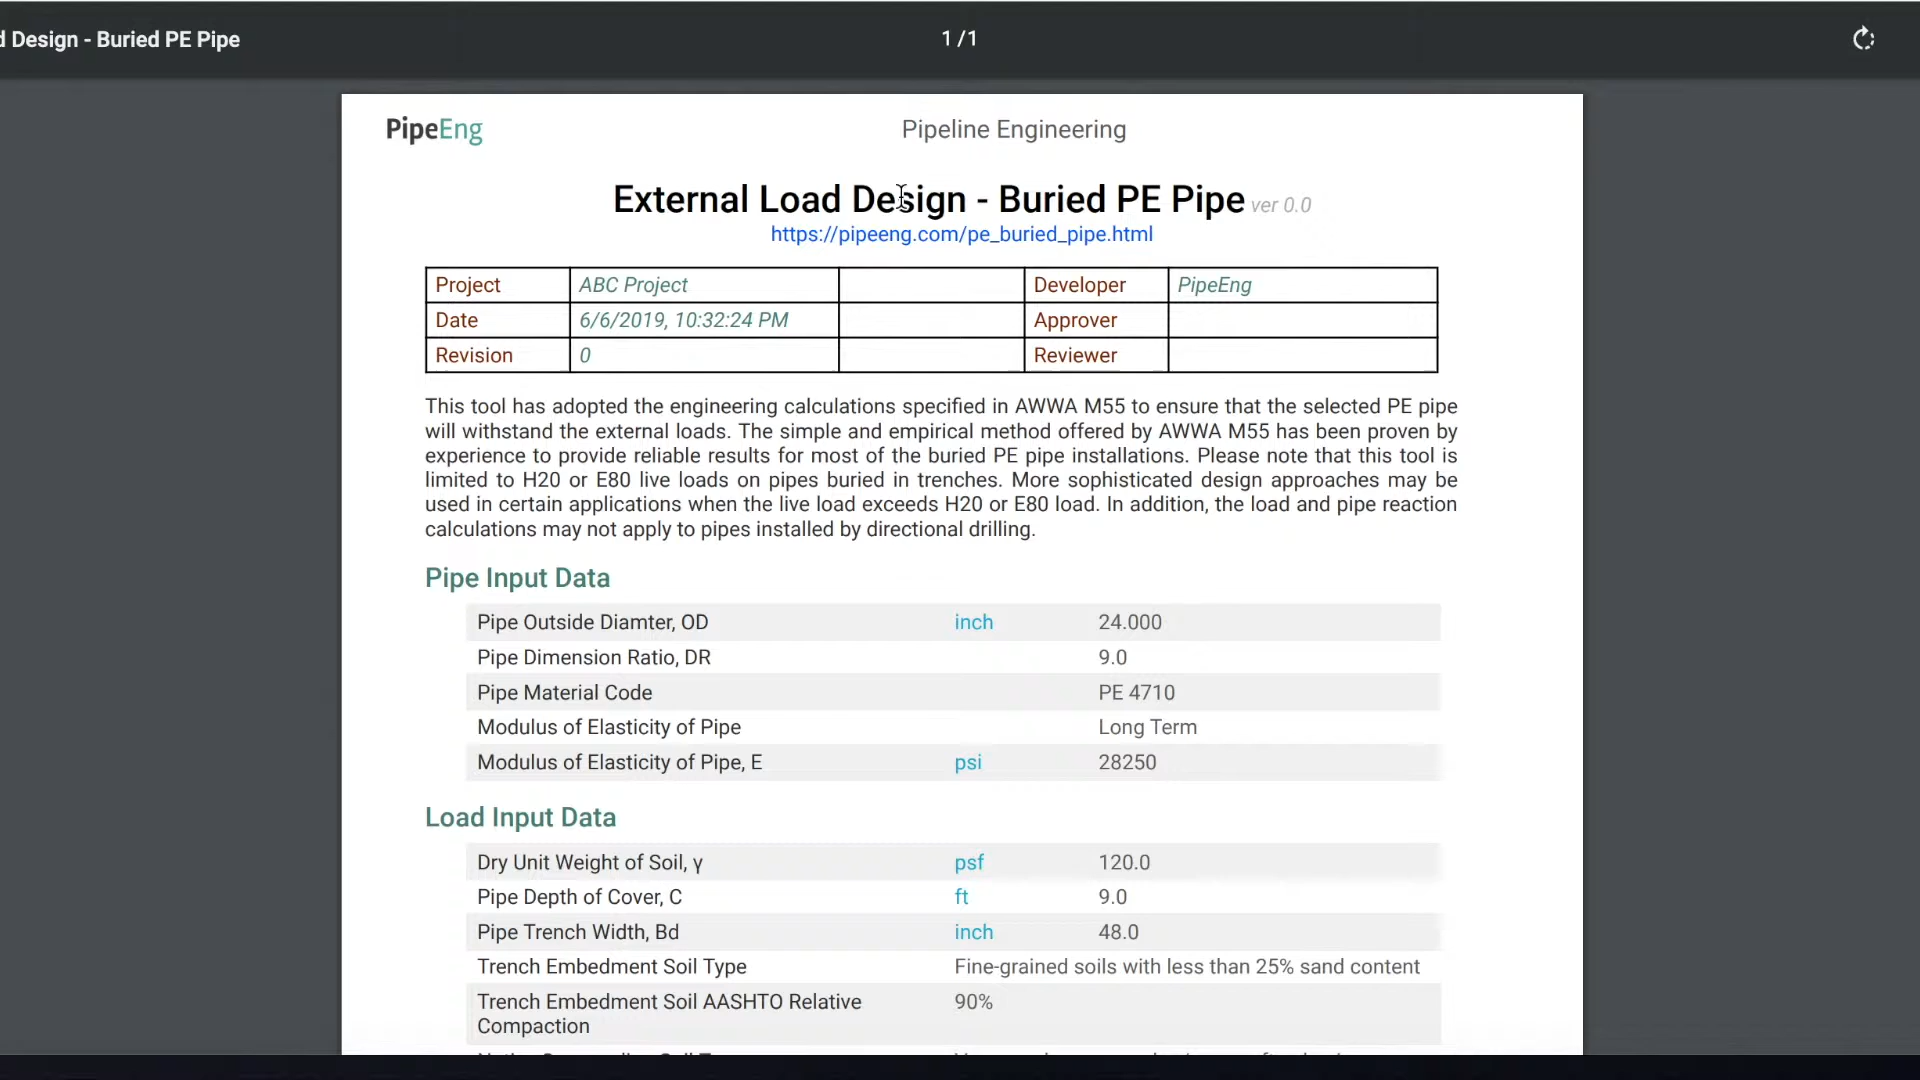 d Design - Buried PE Pipe 1 / 1
PipeEng Pipeline Engineering
External Load Design - Buried PE Pipe ver 0.0
https://pipeeng.com/pe_buried_pipe.html
Project ABC Project Developer PipeEng
Date 6/6/2019, 10:32:24 PM Approver
Revision 0 Reviewer
This tool has adopted the engineering calculations specified in AWWA M55 to ensure that the selected PE pipe
will withstand the external loads. The simple and empirical method offered by AWWA M55 has been proven by
experience to provide reliable results for most of the buried PE pipe installations. Please note that this tool is
limited to H20 or E80 live loads on pipes buried in trenches. More sophisticated design approaches may be
used in certain applications when the live load exceeds H20 or E80 load. In addition, the load and pipe reaction
calculations may not apply to pipes installed by directional drilling.
Pipe Input Data
Pipe Outside Diamter, OD inch 24.000
Pipe Dimension Ratio, DR 9.0
Pipe Material Code PE 4710
Modulus of Elasticity of Pipe Long Term
Modulus of Elasticity of Pipe, E psi 28250
Load Input Data
Dry Unit Weight of Soil, γ psf 120.0
Pipe Depth of Cover, C ft 9.0
Pipe Trench Width, Bd inch 48.0
Trench Embedment Soil Type Fine-grained soils with less than 25% sand content
Trench Embedment Soil AASHTO Relative 90%
Compaction